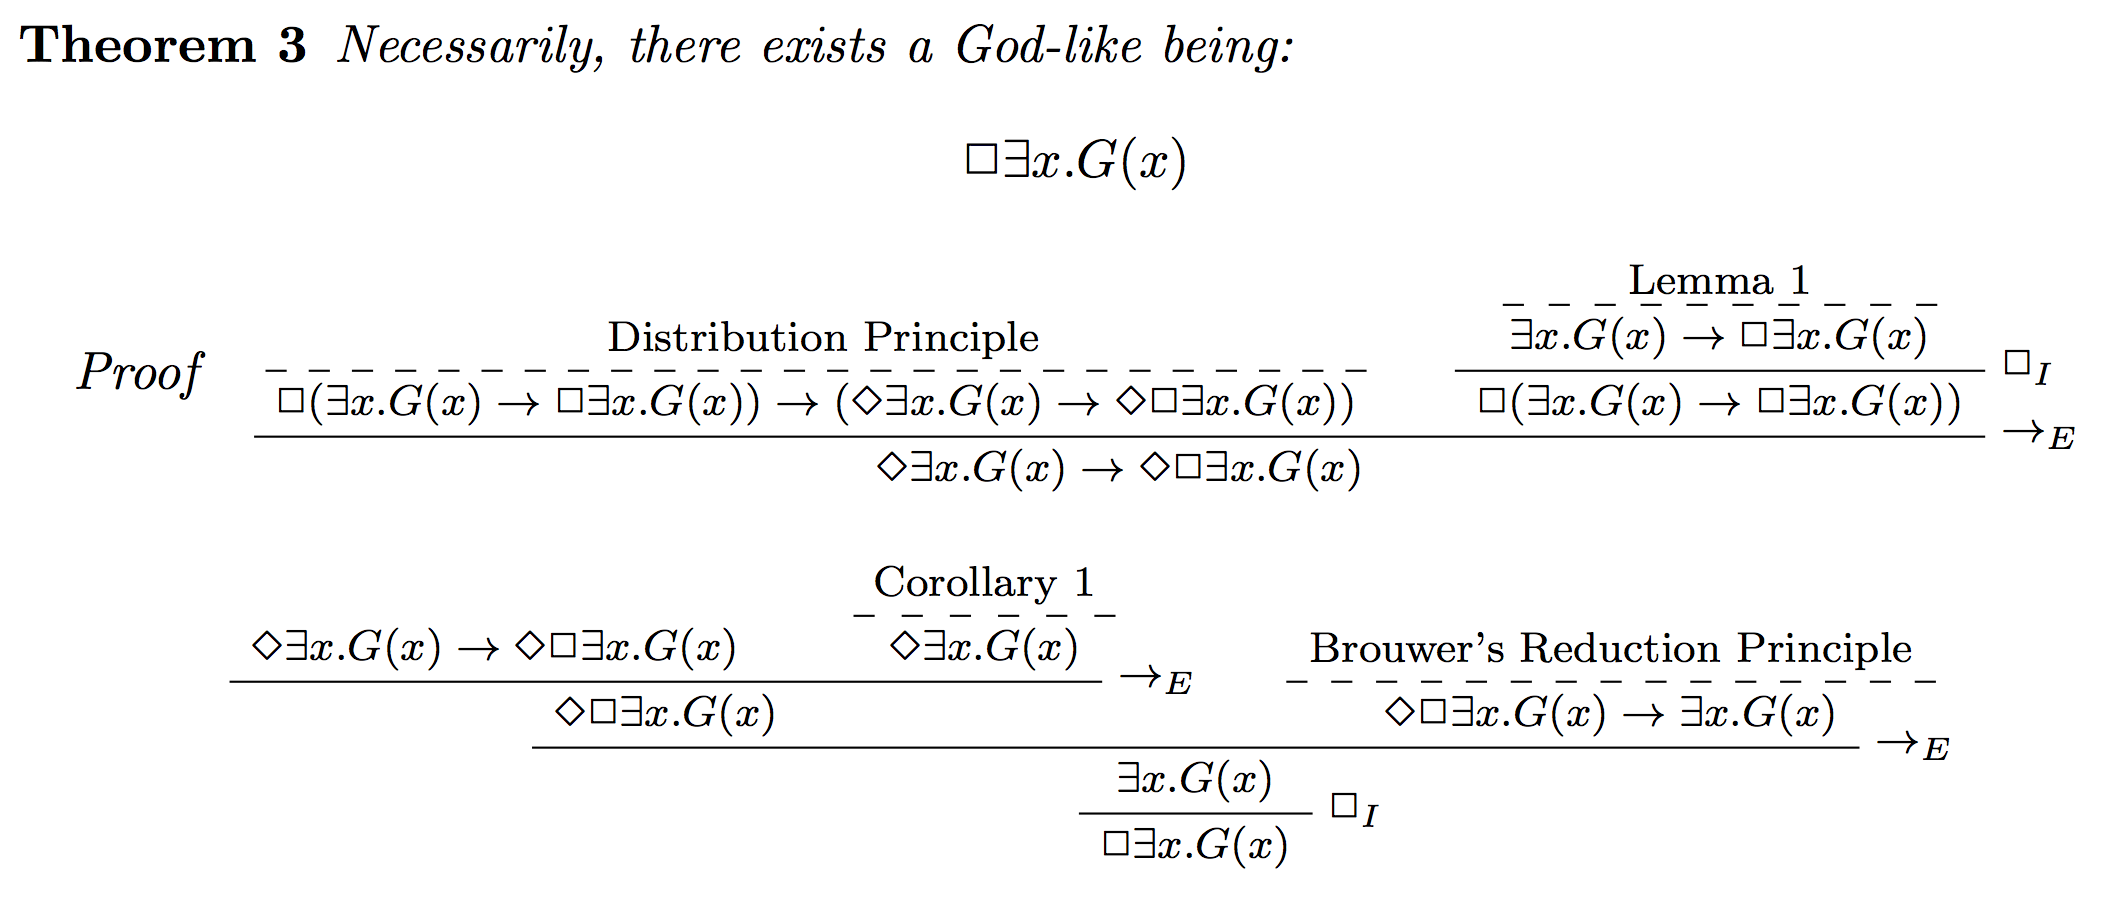 Theorem 3 Necessarily, there exists a God-like being:
□∃x.G(x)
Lemma 1
Distribution Principle
∃x.G(x) → □∃x.G(x)
Proof
□I
□(∃x.G(x) → □∃x.G(x)) → (◇∃x.G(x) → ◇□∃x.G(x))
□(∃x.G(x) → □∃x.G(x))
→E
◇∃x.G(x) → ◇□∃x.G(x)
Corollary 1
◇∃x.G(x) → ◇□∃x.G(x)
◇∃x.G(x)
→E
Brouwer's Reduction Principle
◇□∃x.G(x)
◇□∃x.G(x) → ∃x.G(x)
→E
∃x.G(x)
□I
□∃x.G(x)